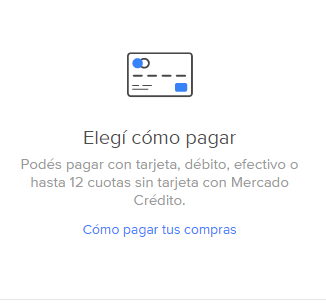 Elegí cómo pagar
Podés pagar con tarjeta, débito, efectivo o
hasta 12 cuotas sin tarjeta con Mercado
Crédito.
Cómo pagar tus compras